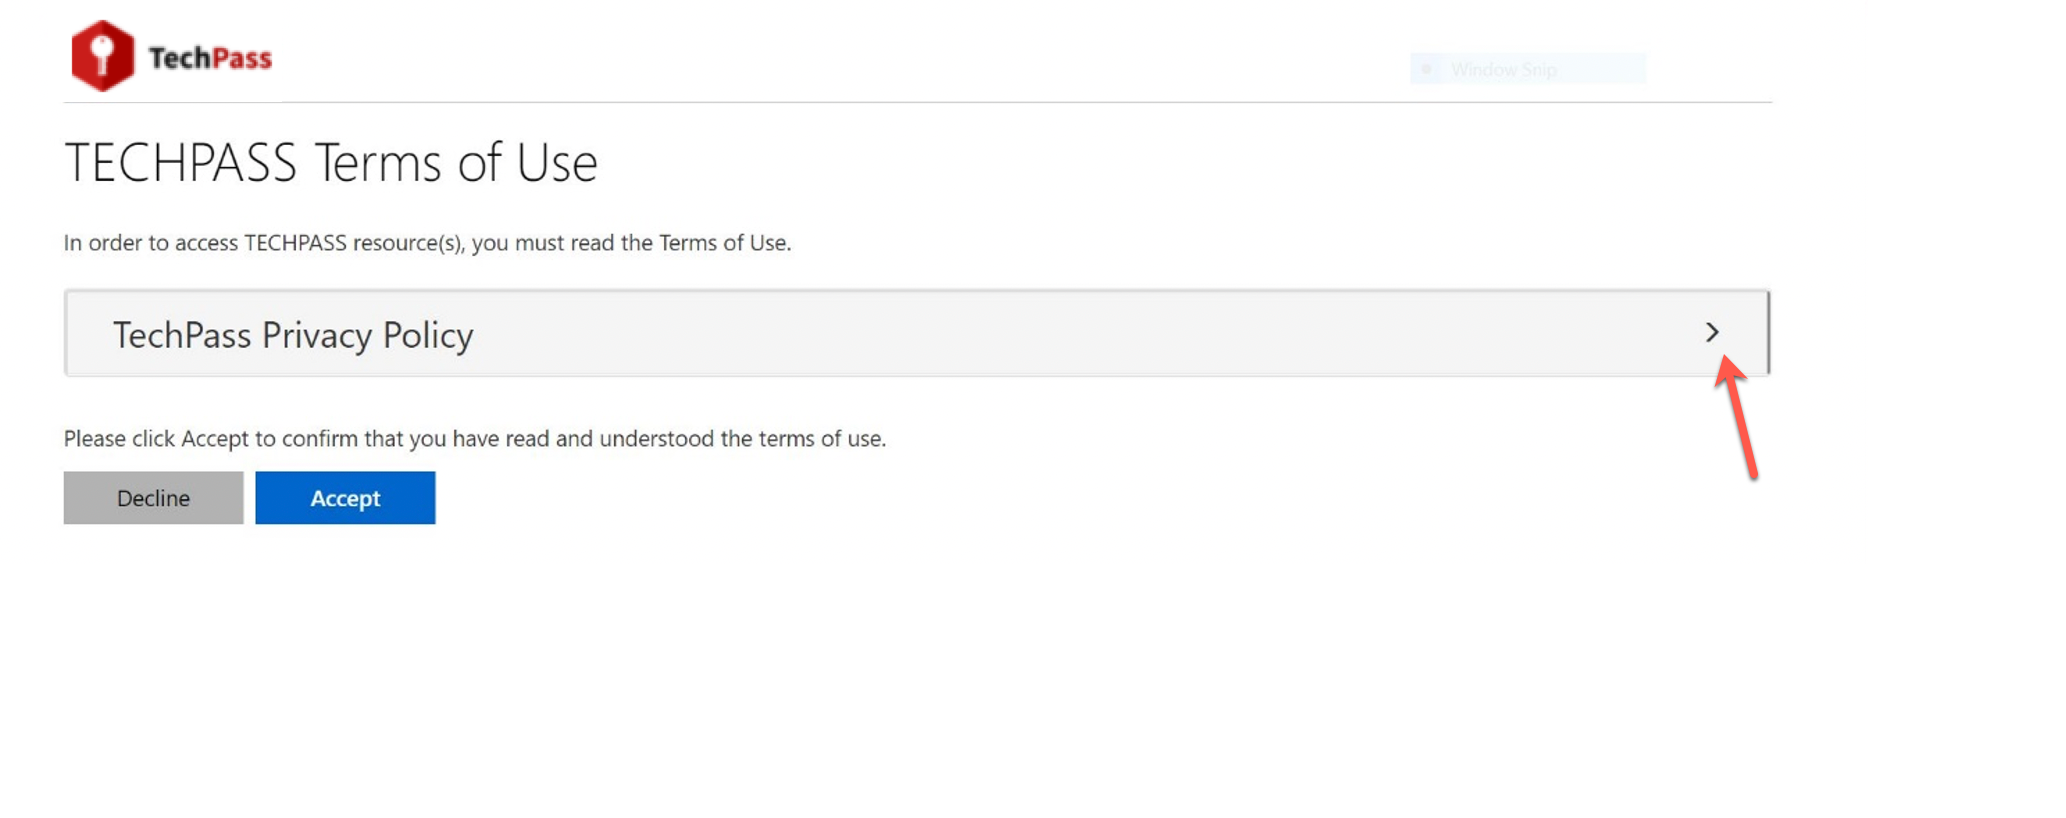 TechPass
Window Snip
TECHPASS Terms of Use
In order to access TECHPASS resource(s), you must read the Terms of Use.
TechPass Privacy Policy
Please click Accept to confirm that you have read and understood the terms of use.
Decline
Accept